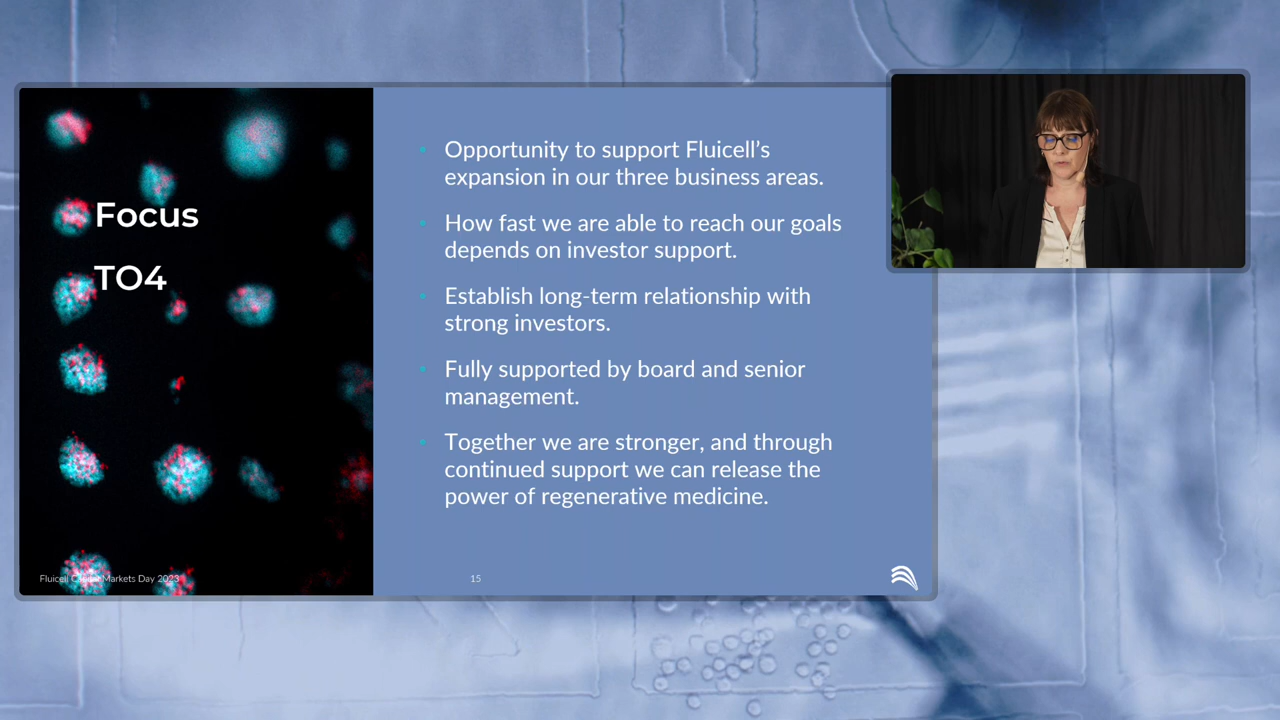 Focus
TO4
Opportunity to support Fluicell’s
expansion in our three business areas.
How fast we are able to reach our goals
depends on investor support.
Establish long-term relationship with
strong investors.
Fully supported by board and senior
management.
Together we are stronger, and through
continued support we can release the
power of regenerative medicine.
Fluicell Capital Markets Day 2023
15